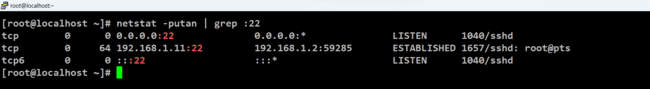 root@localhost:~
[root@localhost ~]# netstat -putan | grep :22
tcp 0 0 0.0.0.0:22 0.0.0.0:* LISTEN 1040/sshd
tcp 0 64 192.168.1.11:22 192.168.1.2:59285 ESTABLISHED 1657/sshd: root@pts
tcp6 0 0 :::22 :::* LISTEN 1040/sshd
[root@localhost ~]#